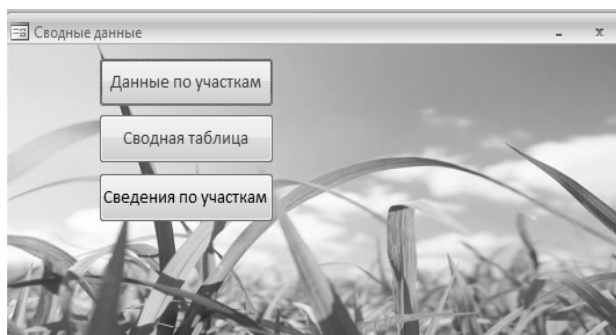 Сводные данные
Данные по участкам
Сводная таблица
Сведения по участкам